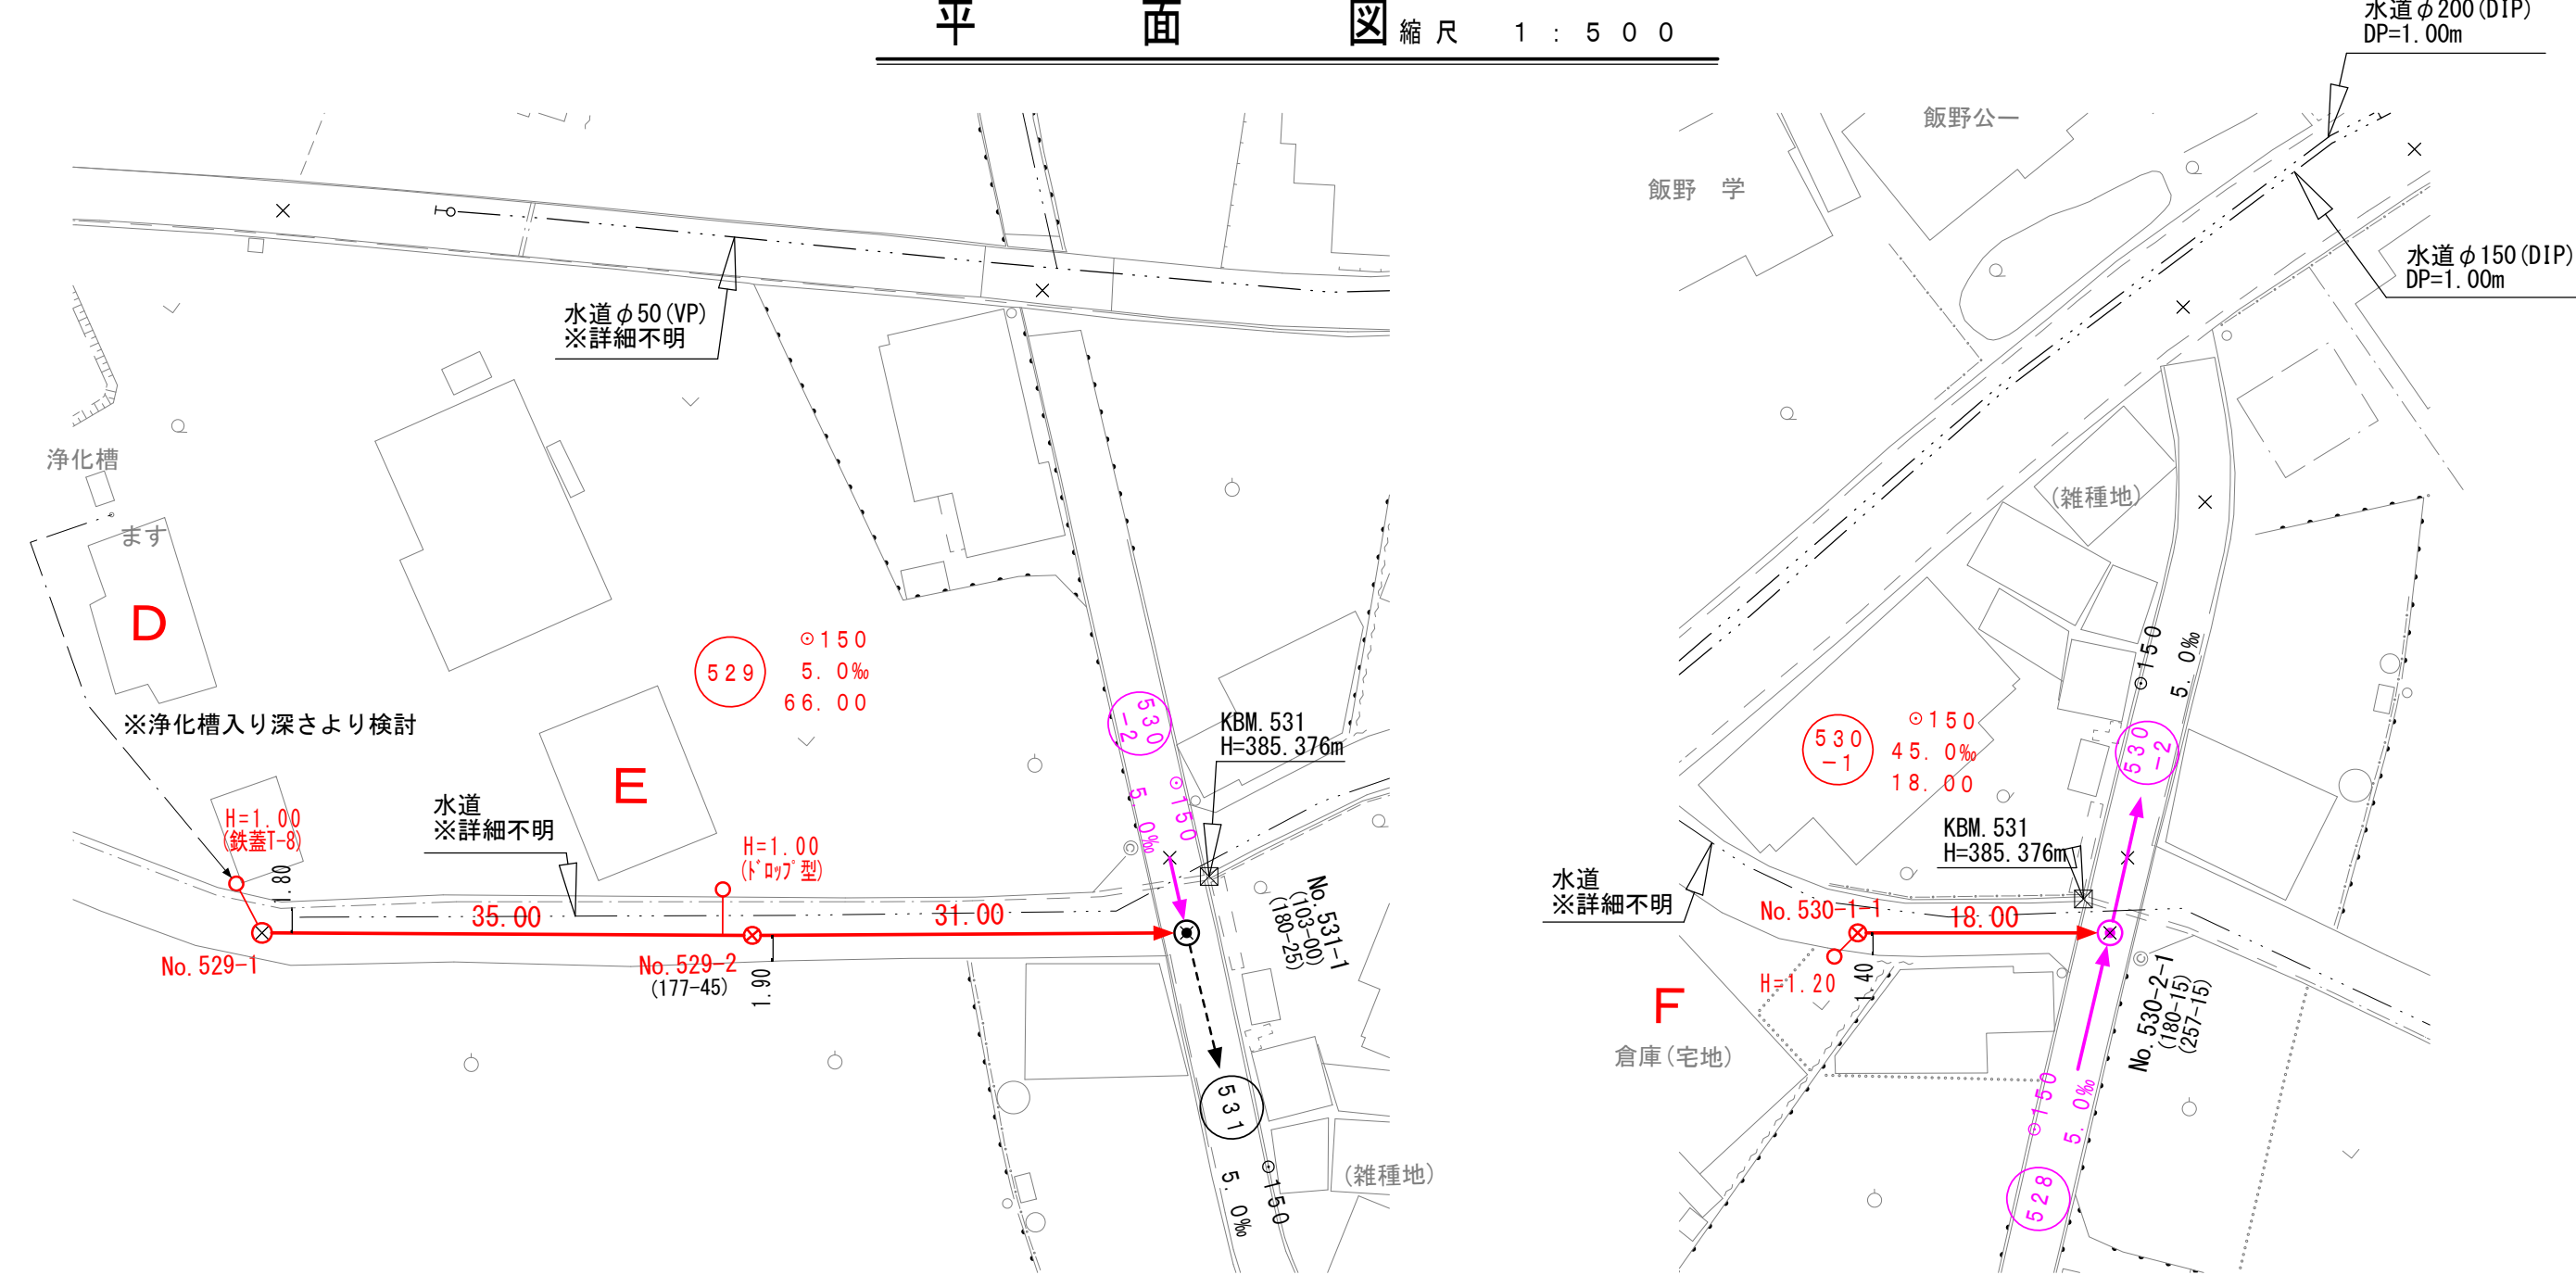 平面図 縮尺 1:500
水道φ200(DIP)
DP=1.00m
飯野公一
飯野 学
水道φ150(DIP)
DP=1.00m
水道φ50(VP)
※詳細不明
浄化槽
ます
D
※浄化槽入り深さより検討
529
⊙150
5.0‰
66.00
E
H=1.00
(鉄蓋T-8)
水道
※詳細不明
H=1.00
(ドロップ型)
1.80
35.00
31.00
No.529-1
No.529-2
(177-45)
1.90
530
-2
⊙150
5.0‰
KBM.531
H=385.376m
No.531-1
(103-00)
(180-25)
531
⊙150
5.0‰
(雑種地)
(雑種地)
⊙150
5.0‰
530
-1
⊙150
45.0‰
18.00
530
-2
KBM.531
H=385.376m
水道
※詳細不明
No.530-1-1
18.00
H=1.20
1.40
F
倉庫(宅地)
No.530-2-1
(180-15)
(257-15)
⊙150
5.0‰
528